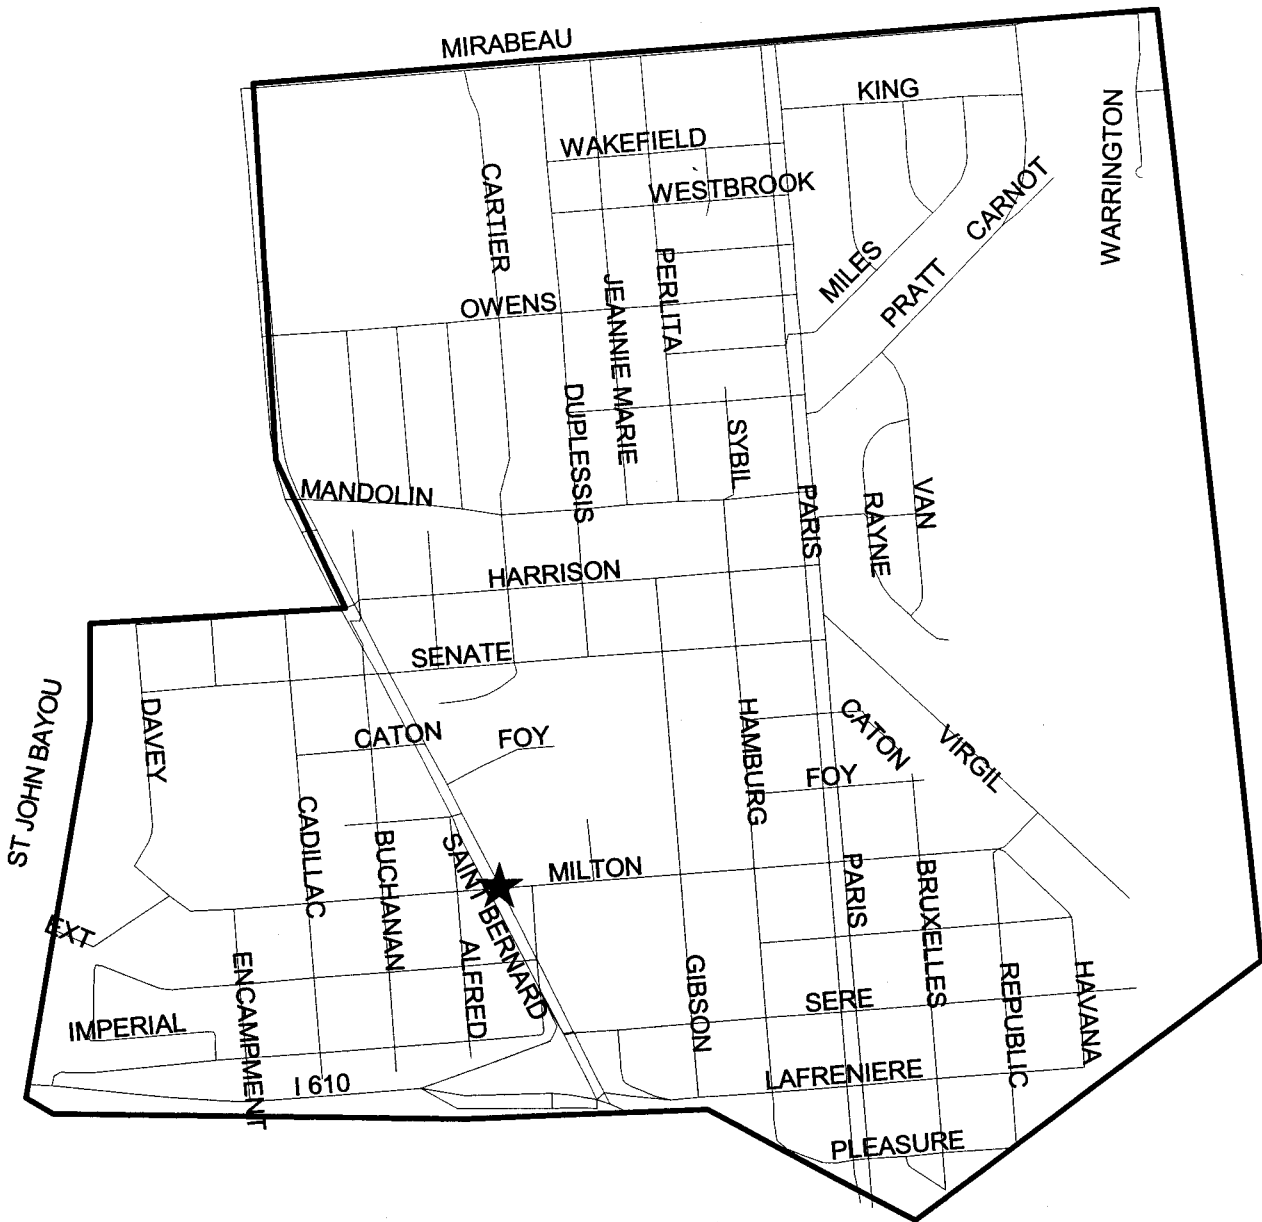 MIRABEAU
KING
WAKEFIELD
WESTBROOK
CARTIER
CARNOT
WARRINGTON
MILES
PRATT
PERLITA
JEANNIE MARIE
OWENS
DUPLESSIS
SYBIL
MANDOLIN
PARIS
RAYNE
VAN
HARRISON
SENATE
ST JOHN BAYOU
DAVEY
CATON
FOY
HAMBURG
CATON
VIRGIL
FOY
CADILLAC
BUCHANAN
SAINT BERNARD
MILTON
PARIS
BRUXELLES
EXT
ENCAMPMENT
ALFRED
GIBSON
SERE
REPUBLIC
HAVANA
IMPERIAL
I 610
LAFRENIERE
PLEASURE